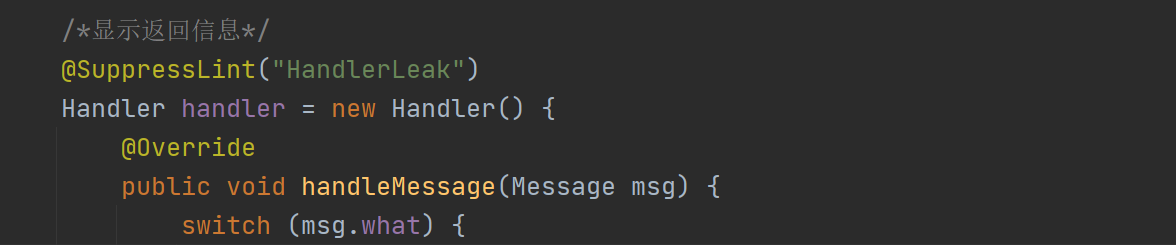 /*显示返回信息*/
@SuppressLint("HandlerLeak")
Handler handler = new Handler() {
@Override
public void handleMessage(Message msg) {
switch (msg.what) {